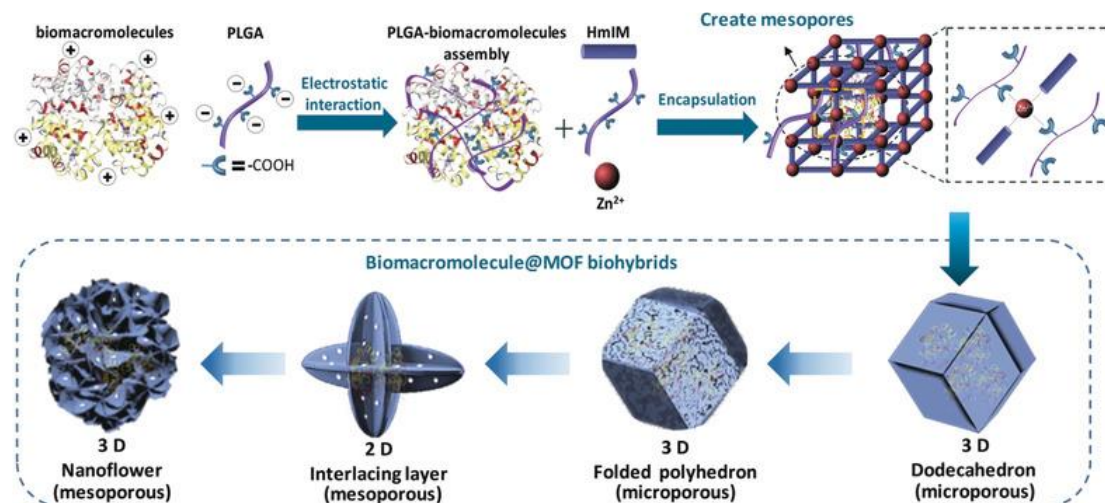 biomacromolecules
PLGA
Electrostatic
interaction
= -COOH
PLGA-biomacromolecules
assembly
+
HmIM
Zn2+
Encapsulation
Create mesopores
Zn
Biomacromolecule@MOF biohybrids
3 D
Nanoflower
(mesoporous)
2 D
Interlacing layer
(mesoporous)
3 D
Folded polyhedron
(microporous)
3 D
Dodecahedron
(microporous)